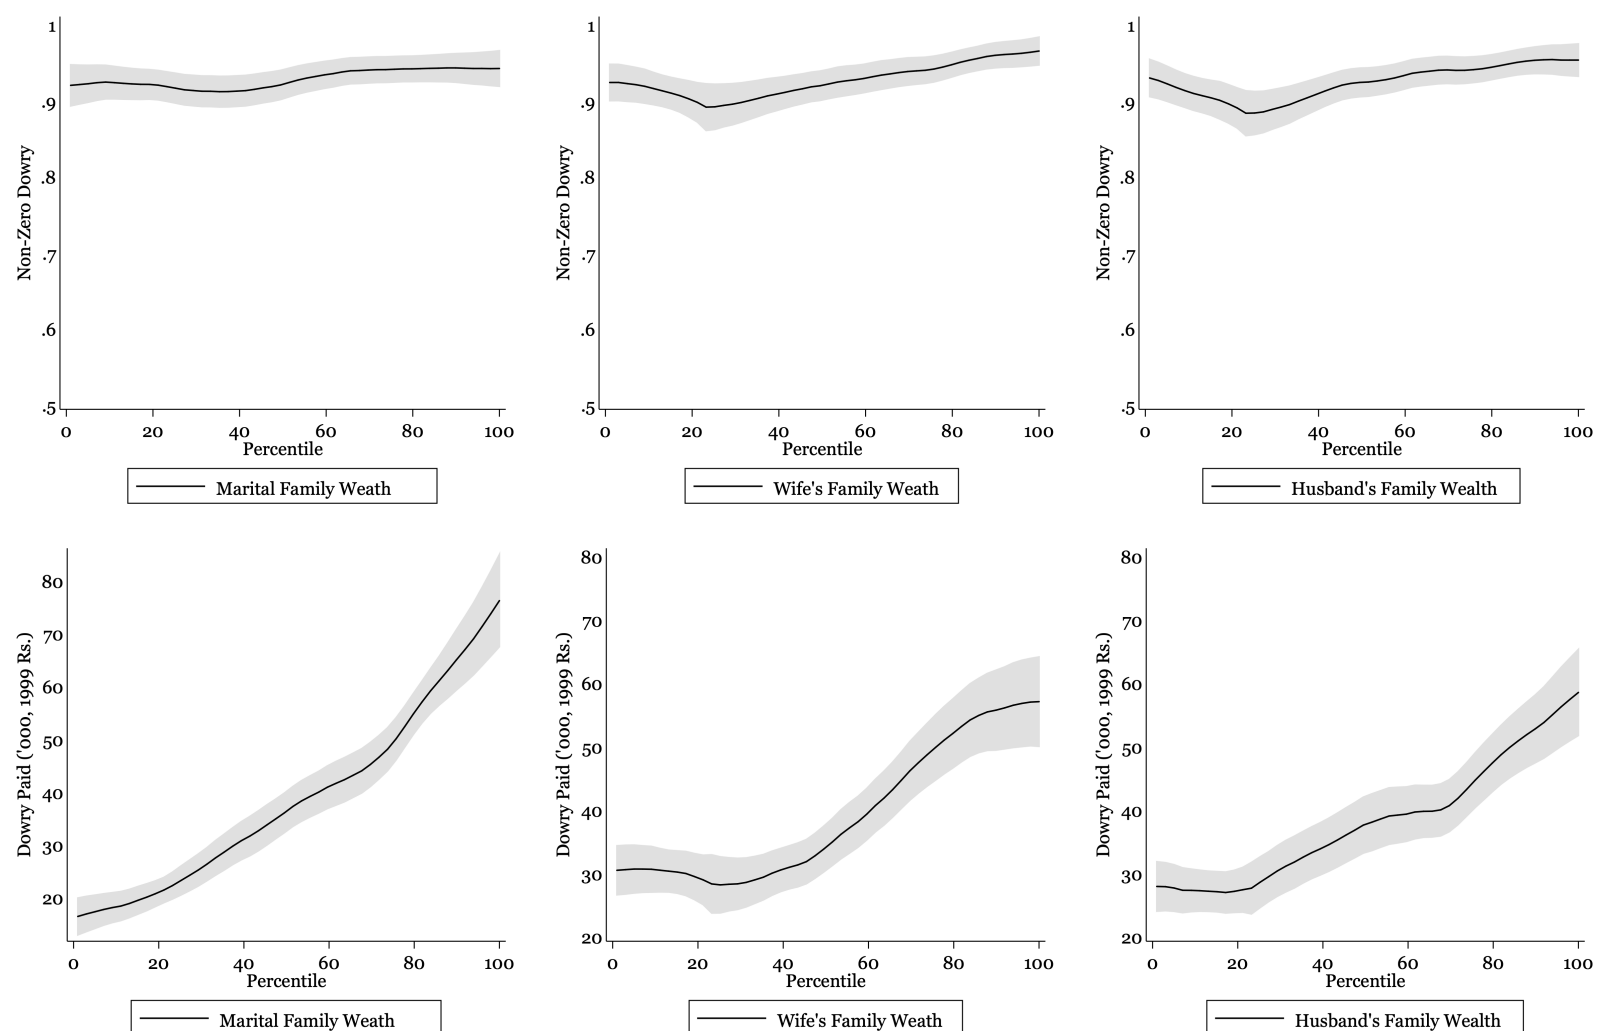 1
.9
.8
.7
.6
.5
Non-Zero Dowry
0 20 40 60 80 100
Percentile
Marital Family Weath
1
.9
.8
.7
.6
.5
Non-Zero Dowry
0 20 40 60 80 100
Percentile
Wife's Family Weath
1
.9
.8
.7
.6
.5
Non-Zero Dowry
0 20 40 60 80 100
Percentile
Husband's Family Wealth
80
70
60
50
40
30
20
Dowry Paid ('000, 1999 Rs.)
0 20 40 60 80 100
Percentile
Marital Family Weath
80
70
60
50
40
30
20
Dowry Paid ('000, 1999 Rs.)
0 20 40 60 80 100
Percentile
Wife's Family Weath
80
70
60
50
40
30
20
Dowry Paid ('000, 1999 Rs.)
0 20 40 60 80 100
Percentile
Husband's Family Wealth